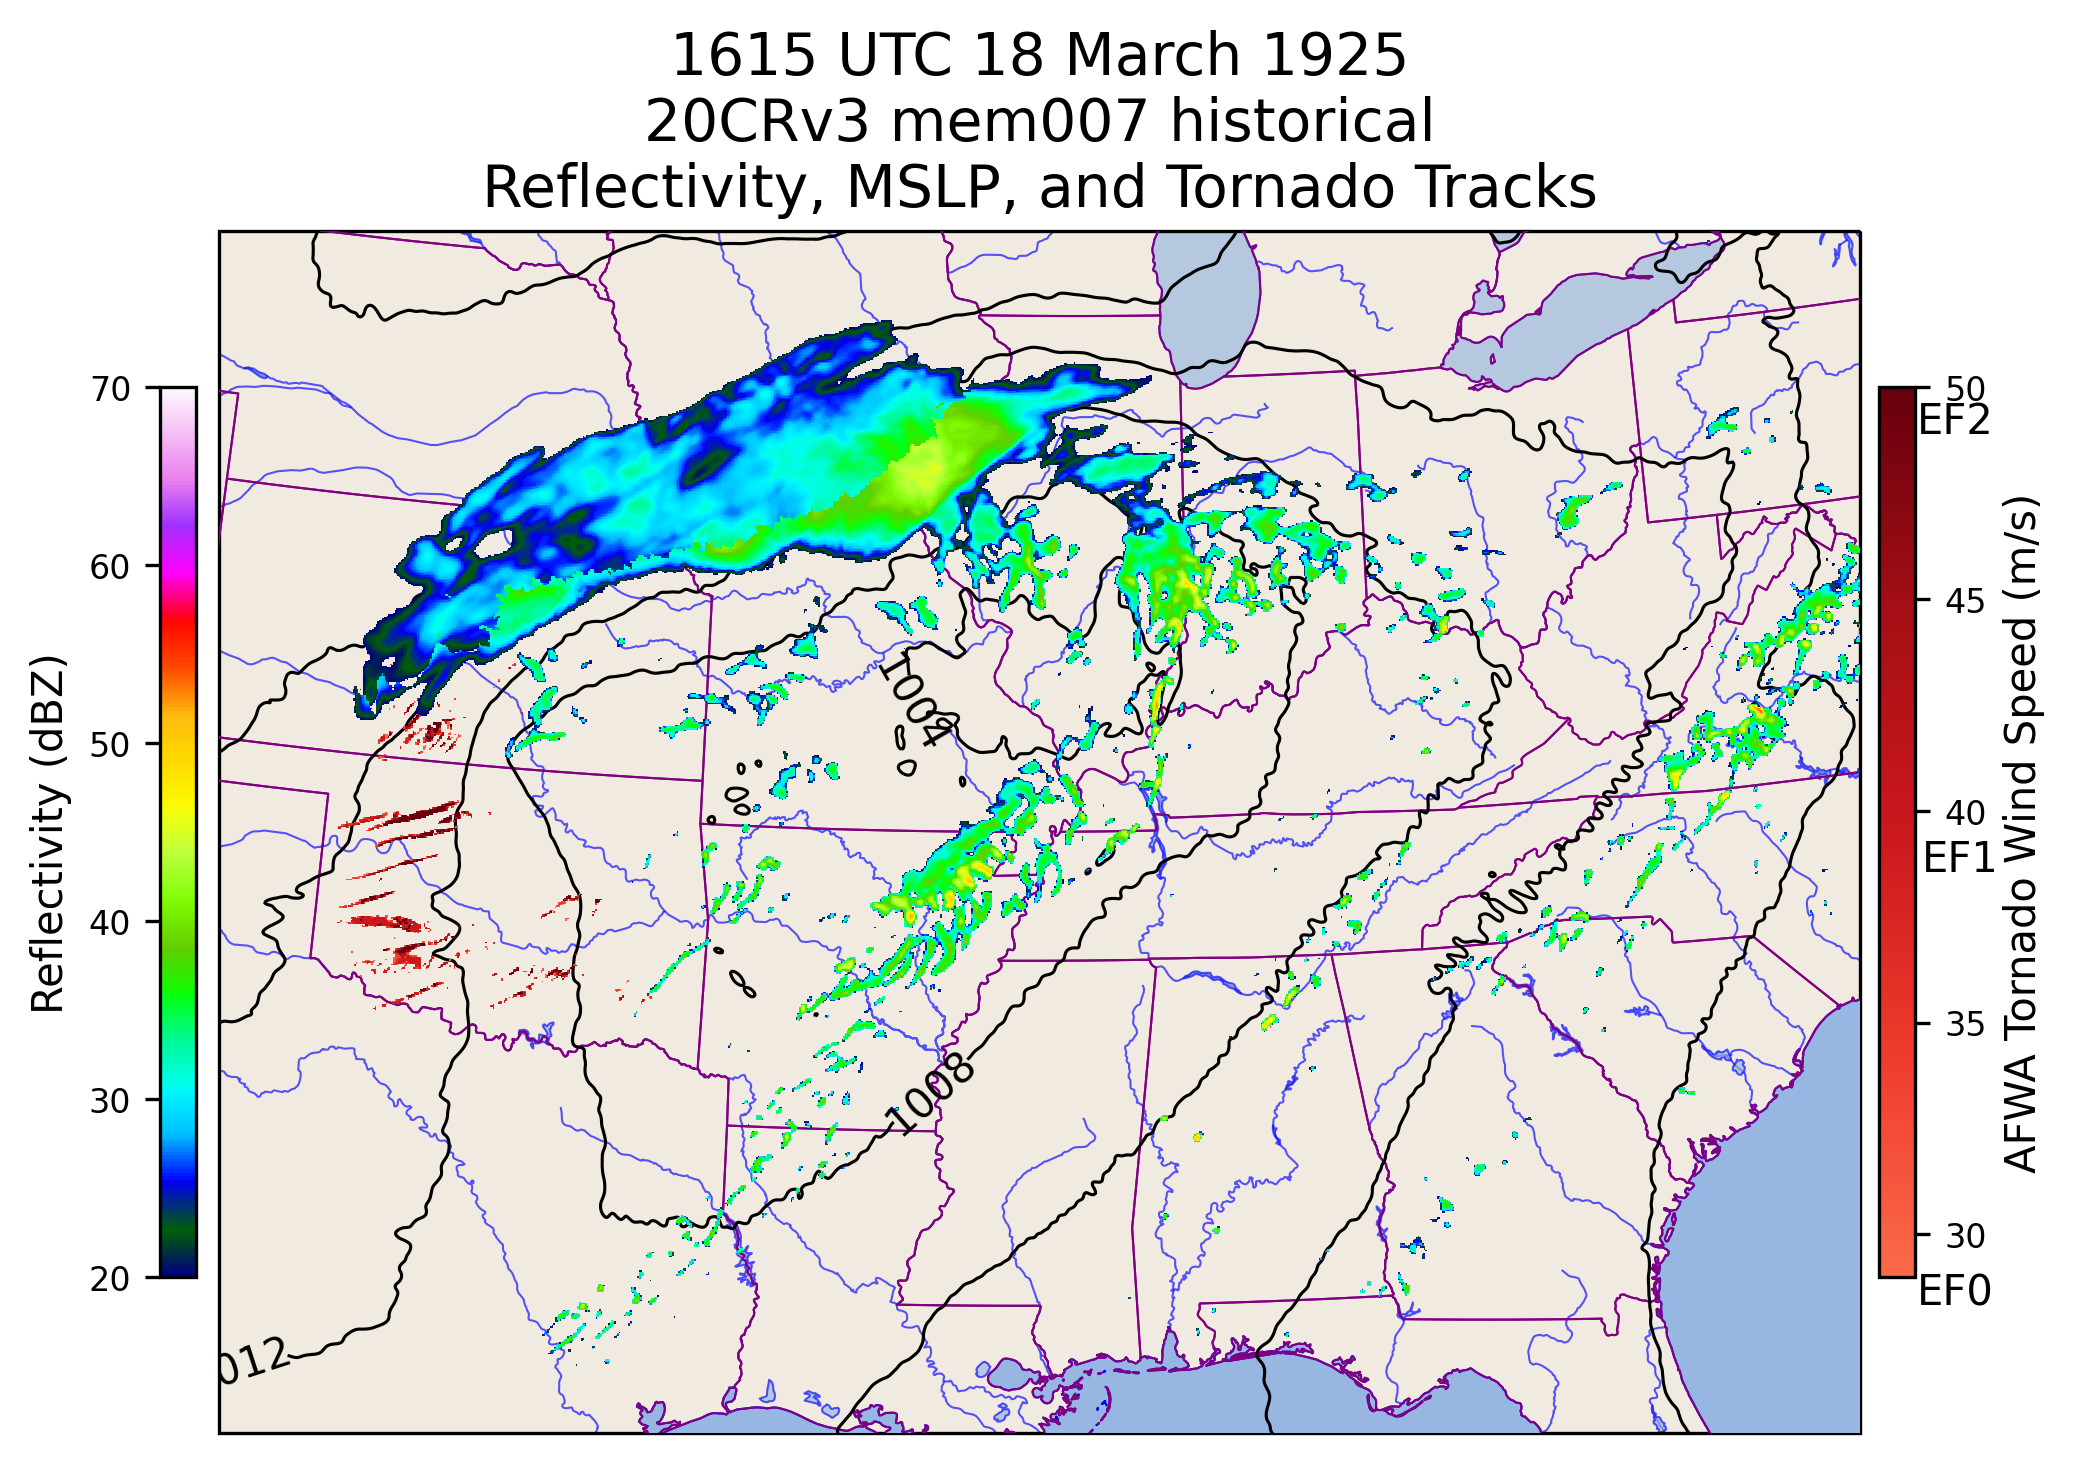 1615 UTC 18 March 1925
20CRv3 mem007 historical
Reflectivity, MSLP, and Tornado Tracks
Reflectivity (dBZ)
70
60
50
40
30
20
1004
1008
012
50
EF2
45
40
EF1
35
30
EF0
AFWA Tornado Wind Speed (m/s)